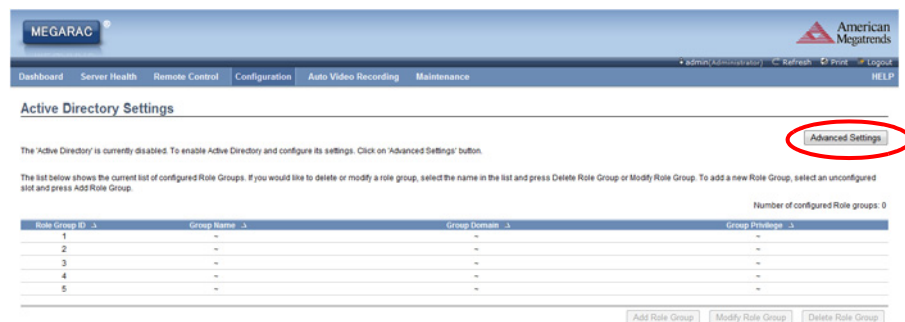 MEGARAC
American
Megatrends
admin(Administrator) Refresh Print Logout
Dashboard Server Health Remote Control Configuration Auto Video Recording Maintenance HELP
Active Directory Settings
Advanced Settings
The 'Active Directory' is currently disabled. To enable Active Directory and configure its settings. Click on 'Advanced Settings' button.
The list below shows the current list of configured Role Groups. If you would like to delete or modify a role group, select the name in the list and press Delete Role Group or Modify Role Group. To add a new Role Group, select an unconfigured
slot and press Add Role Group.
Number of configured Role groups: 0
Role Group ID Group Name Group Domain Group Privilege
1 ~ ~ ~
2 ~ ~ ~
3 ~ ~ ~
4 ~ ~ ~
5 ~ ~ ~
Add Role Group Modify Role Group Delete Role Group